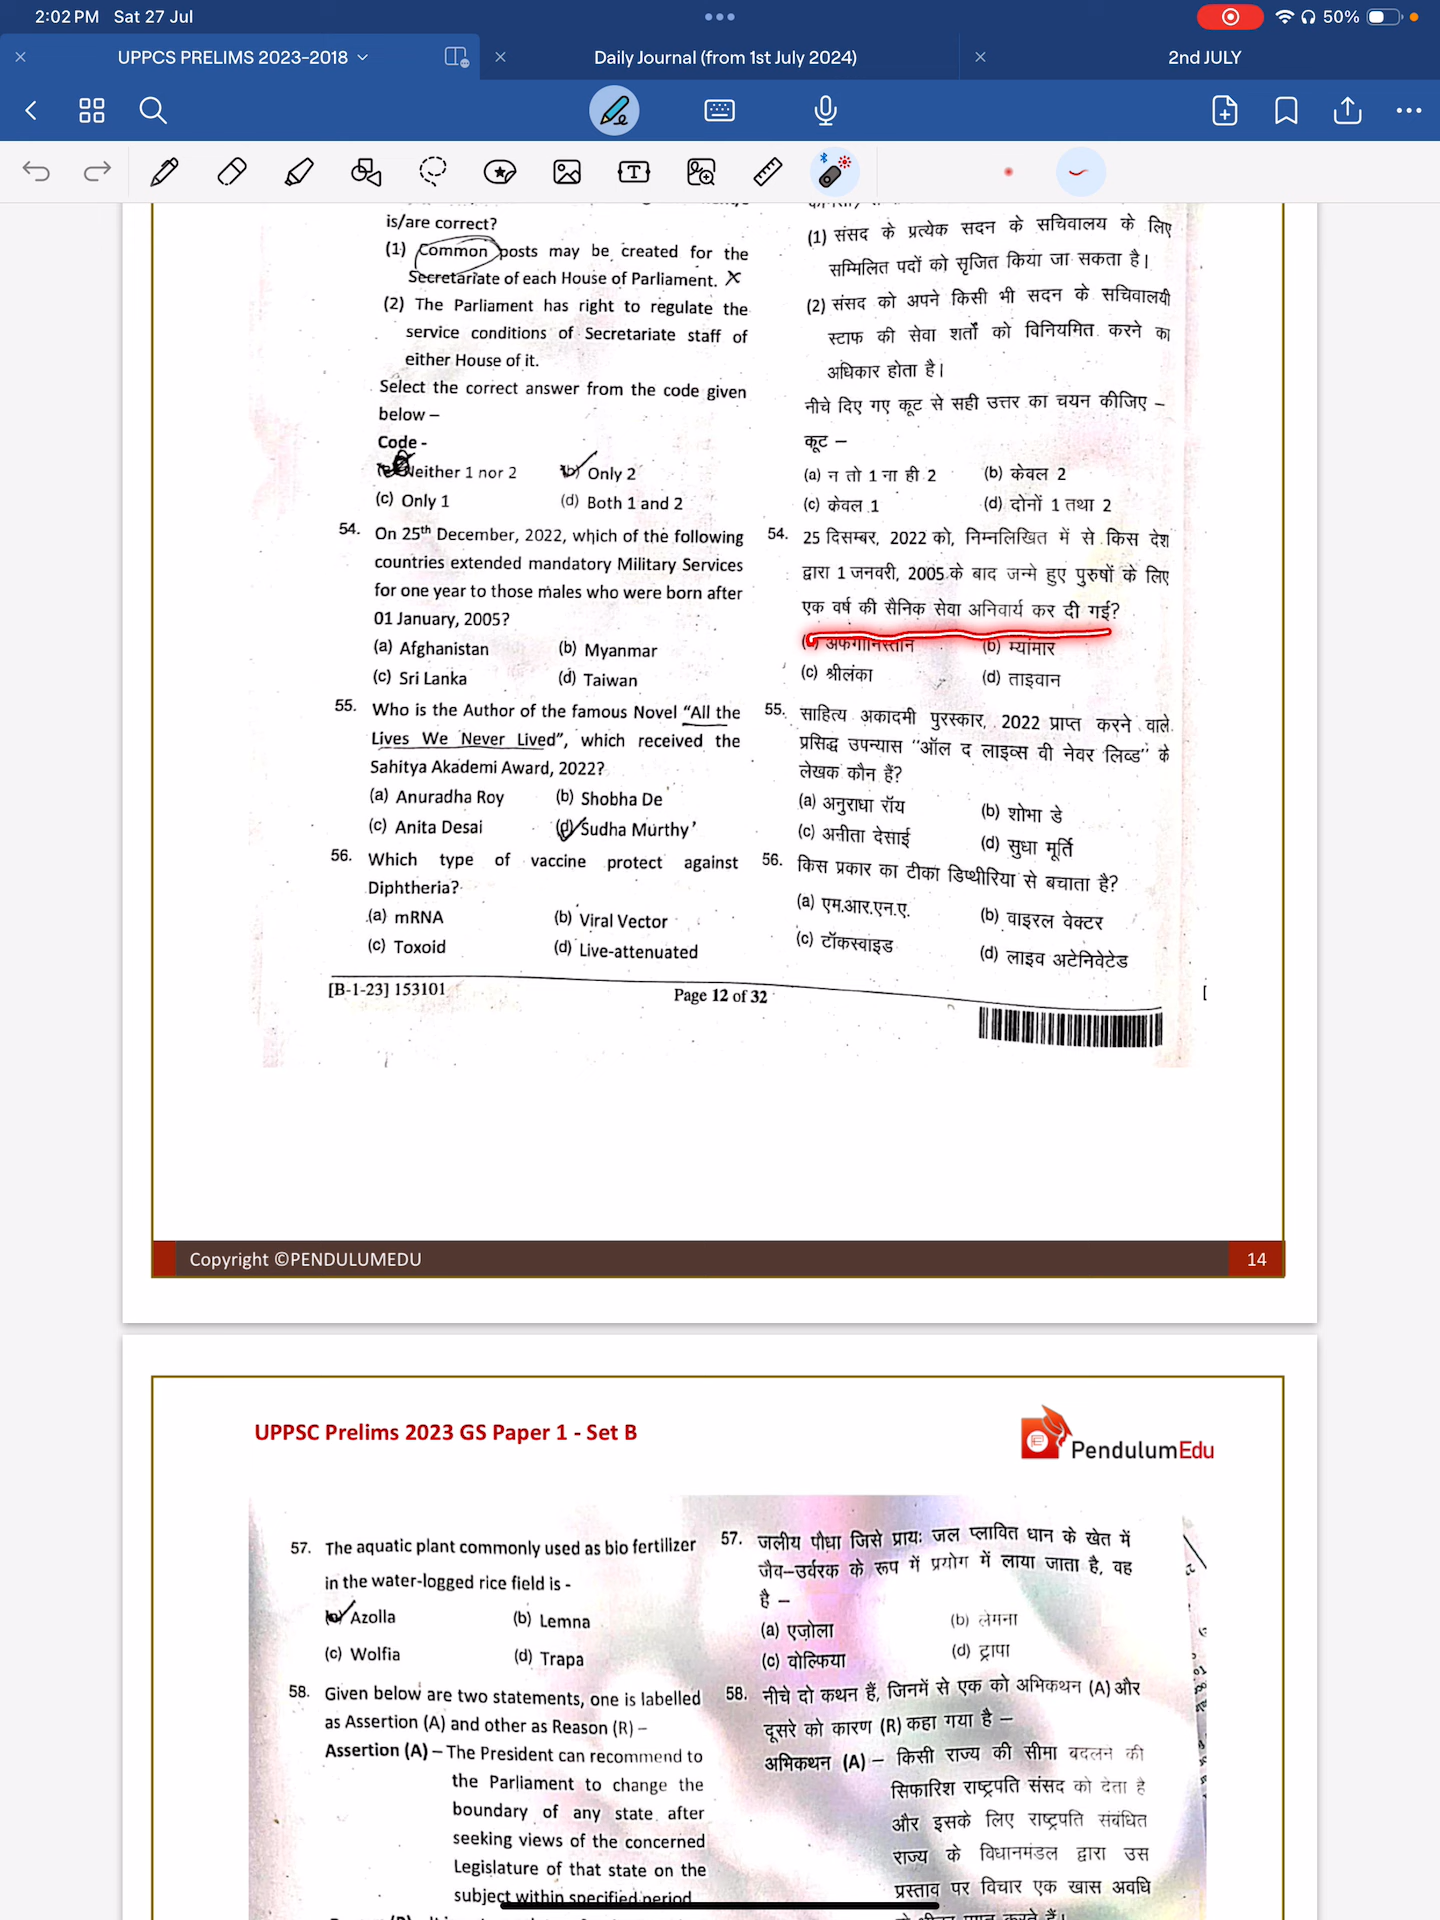 2:02 PM Sat 27 Jul
50%
UPPCS PRELIMS 2023-2018
Daily Journal (from 1st July 2024)
2nd JULY
is/are correct?
(1) Common posts may be created for the
Secretariate of each House of Parliament. X
(2) The Parliament has right to regulate the
service conditions of Secretariate staff of
either House of it.
Select the correct answer from the code given
below –
Code -
Neither 1 nor 2 (b) Only 2
(c) Only 1 (d) Both 1 and 2
54. On 25th December, 2022, which of the following
countries extended mandatory Military Services
for one year to those males who were born after
01 January, 2005?
(a) Afghanistan (b) Myanmar
(c) Sri Lanka (d) Taiwan
55. Who is the Author of the famous Novel “All the
Lives We Never Lived”, which received the
Sahitya Akademi Award, 2022?
(a) Anuradha Roy (b) Shobha De
(c) Anita Desai (d) Sudha Murthy
56. Which type of vaccine protect against
Diphtheria?
(a) mRNA (b) Viral Vector
(c) Toxoid (d) Live-attenuated
(1) संसद के प्रत्येक सदन के सचिवालय के लिए
सम्मिलित पदों को सृजित किया जा सकता है।
(2) संसद को अपने किसी भी सदन के सचिवालयी
स्टाफ की सेवा शर्तों को विनियमित करने का
अधिकार होता है।
नीचे दिए गए कूट से सही उत्तर का चयन कीजिए –
कूट –
(a) न तो 1 ना ही 2 (b) केवल 2
(c) केवल 1 (d) दोनों 1 तथा 2
54. 25 दिसम्बर, 2022 को, निम्नलिखित में से किस देश
द्वारा 1 जनवरी, 2005 के बाद जन्मे हुए पुरुषों के लिए
एक वर्ष की सैनिक सेवा अनिवार्य कर दी गई?
(a) अफगानिस्तान (b) म्यांमार
(c) श्रीलंका (d) ताइवान
55. साहित्य अकादमी पुरस्कार, 2022 प्राप्त करने वाले
प्रसिद्ध उपन्यास “ऑल द लाइव्स वी नेवर लिव्ड” के
लेखक कौन हैं?
(a) अनुराधा रॉय (b) शोभा डे
(c) अनीता देसाई (d) सुधा मूर्ति
56. किस प्रकार का टीका डिप्थीरिया से बचाता है?
(a) एम.आर.एन.ए. (b) वाइरल वेक्टर
(c) टॉकस्वाइड (d) लाइव अटेनिवेटेड
[B-1-23] 153101 Page 12 of 32 [
Copyright ©PENDULUMEDU 14
UPPSC Prelims 2023 GS Paper 1 - Set B
PendulumEdu
57. The aquatic plant commonly used as bio fertilizer
in the water-logged rice field is -
(a) Azolla (b) Lemna
(c) Wolfia (d) Trapa
58. Given below are two statements, one is labelled
as Assertion (A) and other as Reason (R) –
Assertion (A) – The President can recommend to
the Parliament to change the
boundary of any state after
seeking views of the concerned
Legislature of that state on the
subject within specified period
57. जलीय पौधा जिसे प्रायः जल प्लावित धान के खेत में
जैव–उर्वरक के रूप में प्रयोग में लाया जाता है, वह
है –
(a) एज़ोला (b) लेमना
(c) वोल्फिया (d) ट्रापा
58. नीचे दो कथन हैं, जिनमें से एक को अभिकथन (A) और
दूसरे को कारण (R) कहा गया है –
अभिकथन (A) – किसी राज्य की सीमा बदलने की
सिफारिश राष्ट्रपति संसद को देता है
और इसके लिए राष्ट्रपति संबंधित
राज्य के विधानमंडल द्वारा उस
प्रस्ताव पर विचार एक खास अवधि